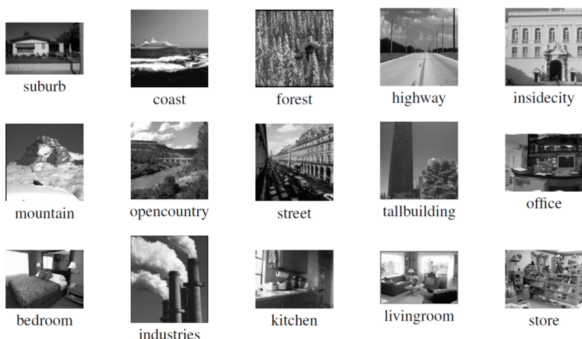 suburb
coast
forest
highway
insidecity
mountain
opencountry
street
tallbuilding
office
bedroom
industries
kitchen
livingroom
store